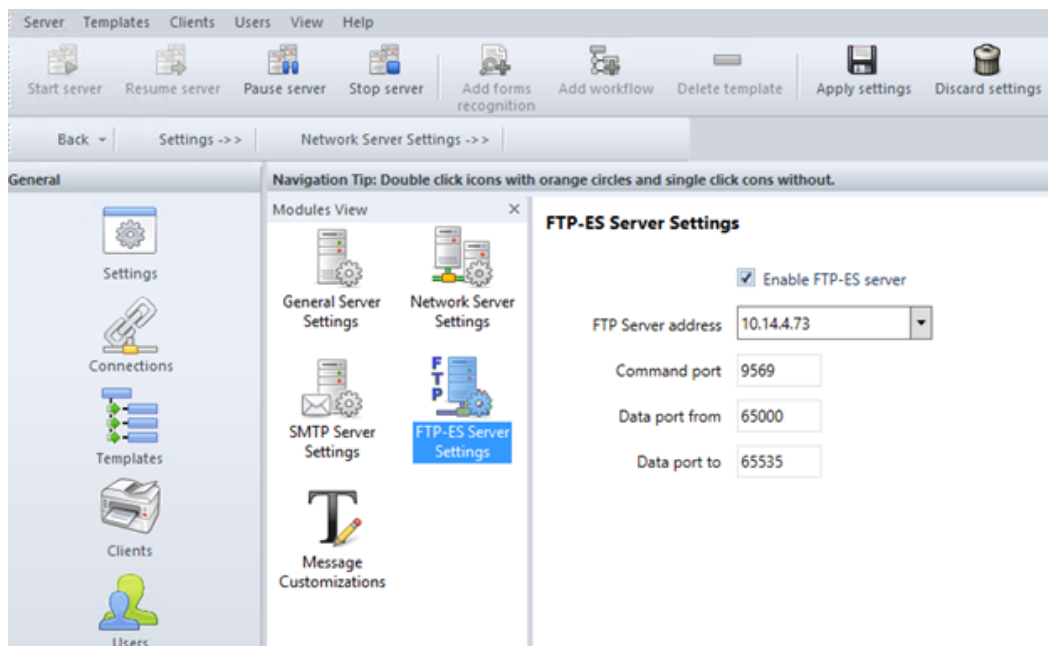 Server Templates Clients Users View Help
Start server Resume server Pause server Stop server Add forms Add workflow Delete template Apply settings Discard settings
recognition
Back Settings ->> Network Server Settings ->>
General
Navigation Tip: Double click icons with orange circles and single click cons without.
Settings
Connections
Templates
Clients
Users
Modules View
General Server
Settings
Network Server
Settings
SMTP Server
Settings
FTP
FTP-ES Server
Settings
Message
Customizations
FTP-ES Server Settings
Enable FTP-ES server
FTP Server address 10.14.4.73
Command port 9569
Data port from 65000
Data port to 65535